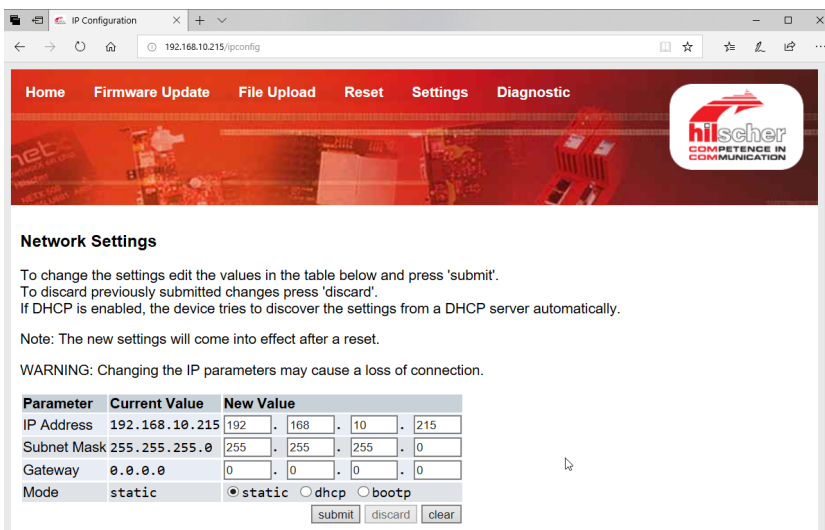 IP Configuration
192.168.10.215/ipconfig
Home Firmware Update File Upload Reset Settings Diagnostic
hilscher
COMPETENCE IN
COMMUNICATION
net
Network Settings
To change the settings edit the values in the table below and press 'submit'.
To discard previously submitted changes press 'discard'.
If DHCP is enabled, the device tries to discover the settings from a DHCP server automatically.
Note: The new settings will come into effect after a reset.
WARNING: Changing the IP parameters may cause a loss of connection.
Parameter Current Value New Value
IP Address 192.168.10.215 192 . 168 . 10 . 215
Subnet Mask 255.255.255.0 255 . 255 . 255 . 0
Gateway 0.0.0.0 0 . 0 . 0 . 0
Mode static static dhcp bootp
submit discard clear